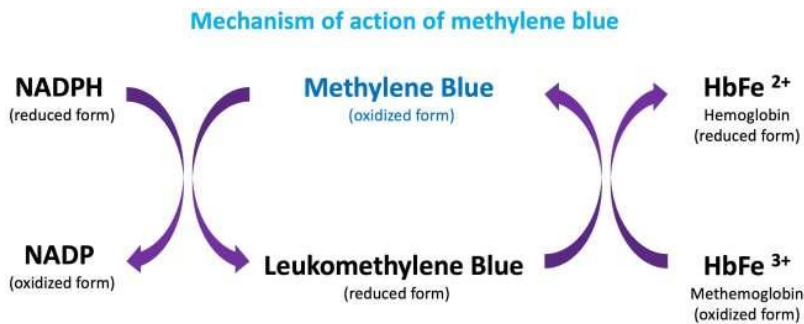 Mechanism of action of methylene blue
NADPH
(reduced form)
Methylene Blue
(oxidized form)
HbFe 2+
Hemoglobin
(reduced form)
NADP
(oxidized form)
Leukomethylene Blue
(reduced form)
HbFe 3+
Methemoglobin
(oxidized form)